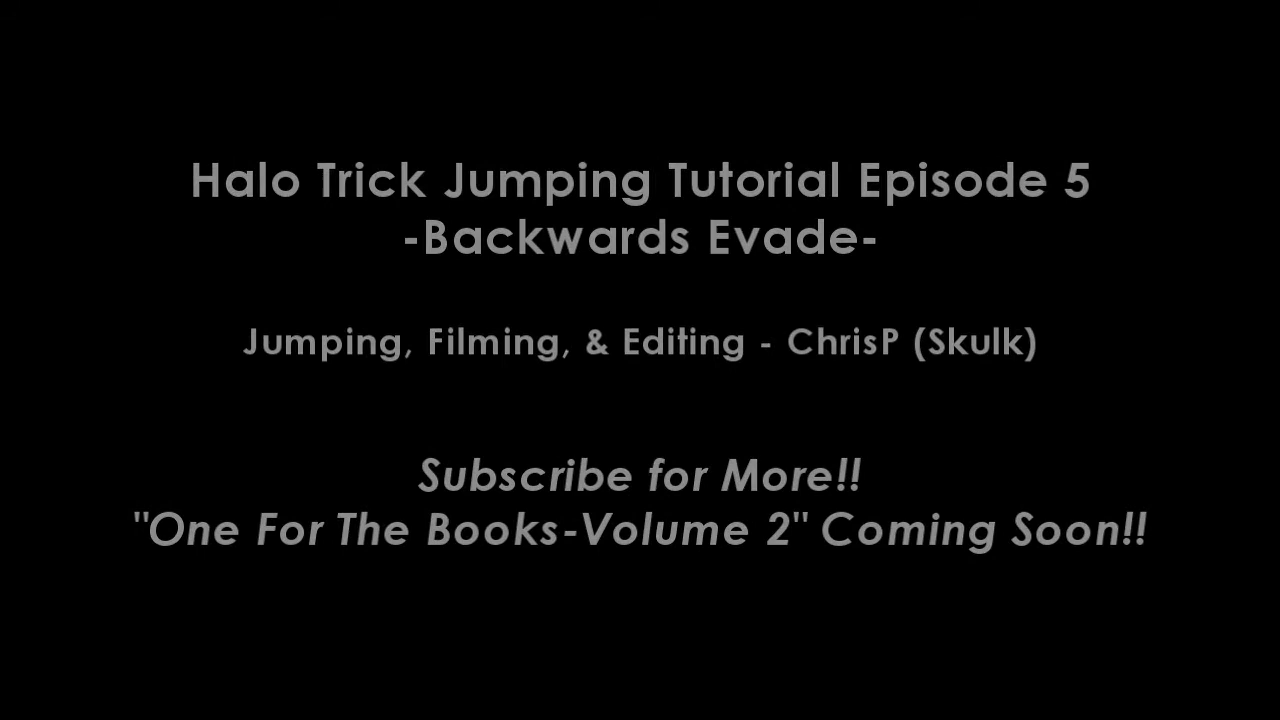 Halo Trick Jumping Tutorial Episode 5
-Backwards Evade-
Jumping, Filming, & Editing - ChrisP (Skulk)
Subscribe for More!!
"One For The Books-Volume 2" Coming Soon!!